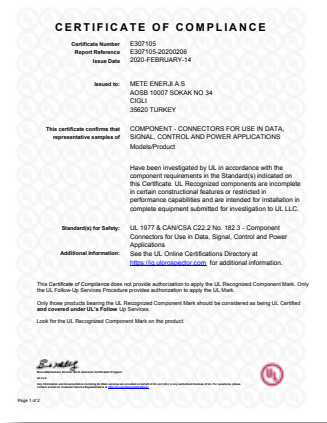 CERTIFICATE OF COMPLIANCE
Certificate Number E307105
Report Reference E307105-20200206
Issue Date 2020-FEBRUARY-14
Issued to: METE ENERJI A S
AOSB 10007 SOKAK NO 34
CIGLI
35620 TURKEY
This certificate confirms that COMPONENT - CONNECTORS FOR USE IN DATA,
representative samples of SIGNAL, CONTROL AND POWER APPLICATIONS
Models/Product
Have been investigated by UL in accordance with the
component requirements in the Standard(s) indicated on
this Certificate. UL Recognized components are incomplete
in certain constructional features or restricted in
performance capabilities and are intended for installation in
complete equipment submitted for investigation to UL LLC.
Standard(s) for Safety: UL 1977 & CAN/CSA C22.2 No. 182.3 - Component
Connectors for Use in Data, Signal, Control and Power
Applications
Additional Information: See the UL Online Certifications Directory at
https://iq.ulprospector.com for additional information.
This Certificate of Compliance does not provide authorization to apply the UL Recognized Component Mark. Only
the UL Follow-Up Services Procedure provides authorization to apply the UL Mark.
Only those products bearing the UL Recognized Component Mark should be considered as being UL Certified
and covered under UL's Follow Up Services.
Look for the UL Recognized Component Mark on the product.
UL
Page 1 of 2